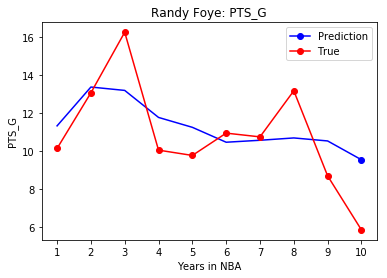 Randy Foye: PTS_G
Prediction
True
16
14
12
10
8
6
PTS_G
1 2 3 4 5 6 7 8 9 10
Years in NBA